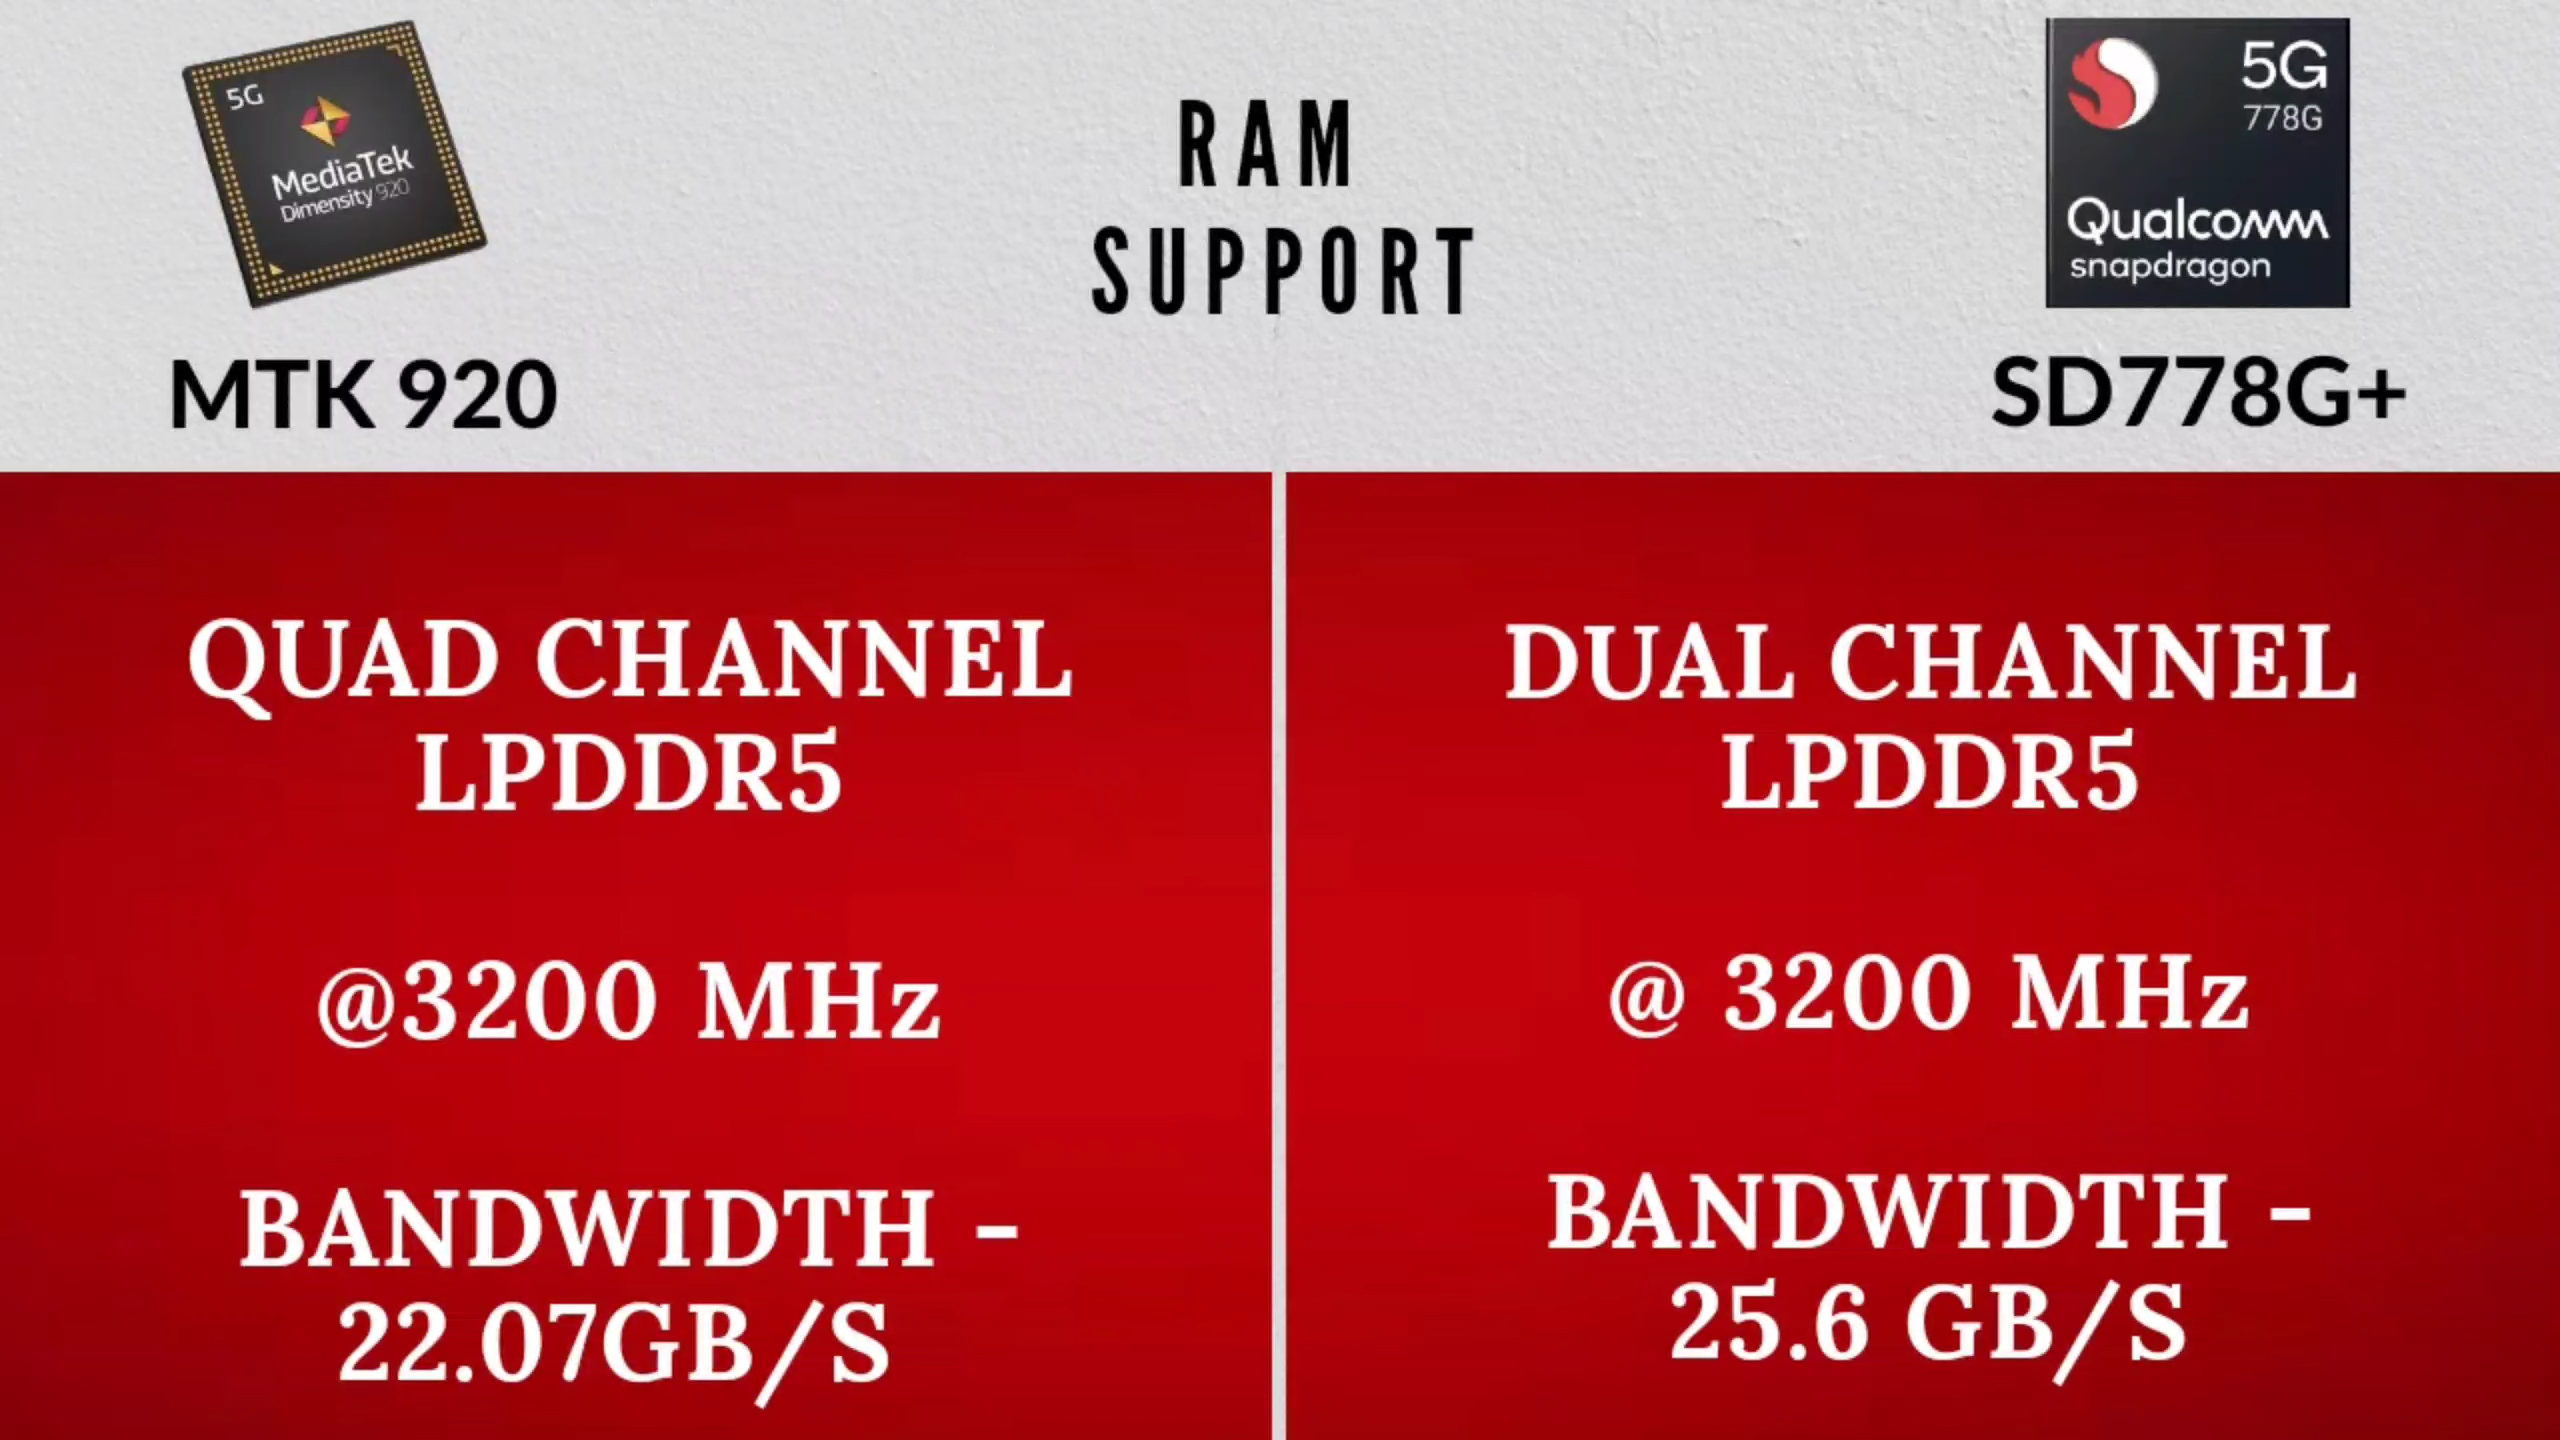 5G
MediaTek
Dimensity 920
MTK 920
RAM
SUPPORT
5G
778G
Qualcomm
snapdragon
SD778G+
QUAD CHANNEL
LPDDR5
@3200 MHz
BANDWIDTH -
22.07GB/S
DUAL CHANNEL
LPDDR5
@ 3200 MHz
BANDWIDTH -
25.6 GB/S